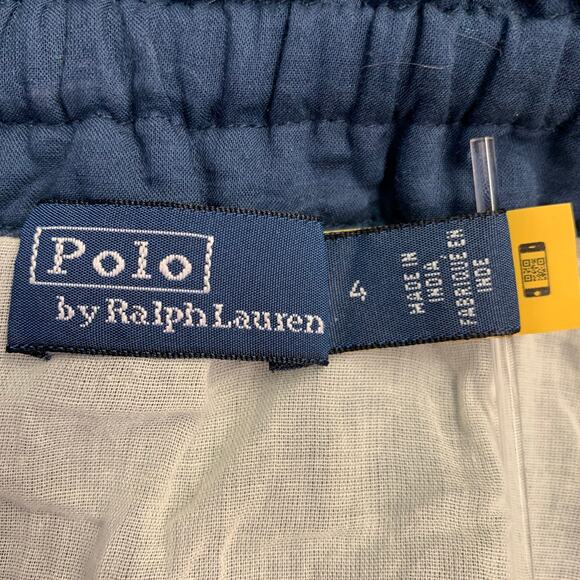 Polo
by Ralph Lauren
4
MADE IN
INDIA
FABRIQUÉ EN
INDE